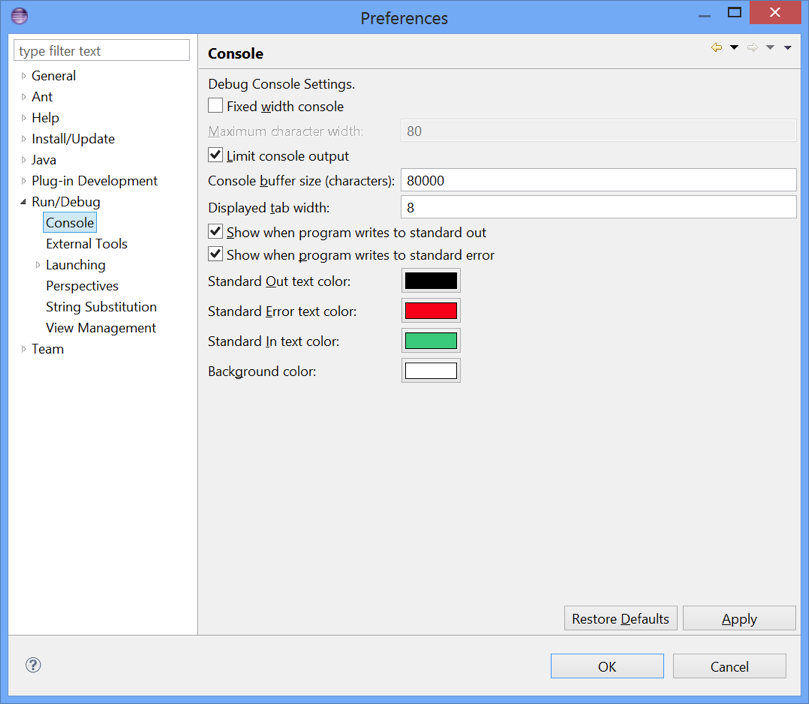 Preferences
type filter text
General
Ant
Help
Install/Update
Java
Plug-in Development
Run/Debug
Console
External Tools
Launching
Perspectives
String Substitution
View Management
Team
Console
Debug Console Settings.
Fixed width console
Maximum character width: 80
Limit console output
Console buffer size (characters): 80000
Displayed tab width: 8
Show when program writes to standard out
Show when program writes to standard error
Standard Out text color:
Standard Error text color:
Standard In text color:
Background color:
Restore Defaults Apply
? OK Cancel